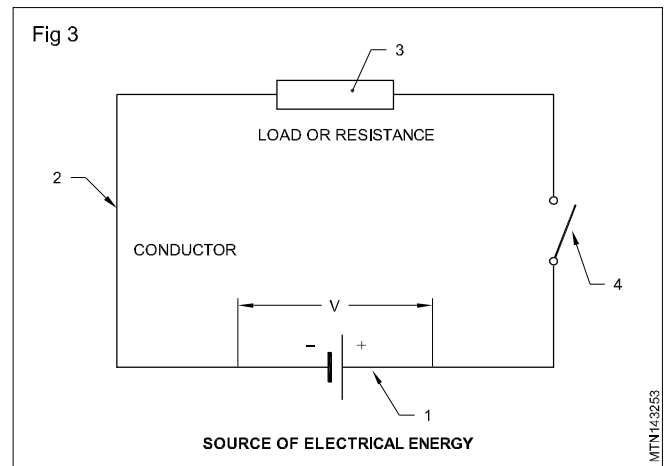 Fig 3
3
LOAD OR RESISTANCE
2
CONDUCTOR
4
V
– +
1
SOURCE OF ELECTRICAL ENERGY
MTN143253